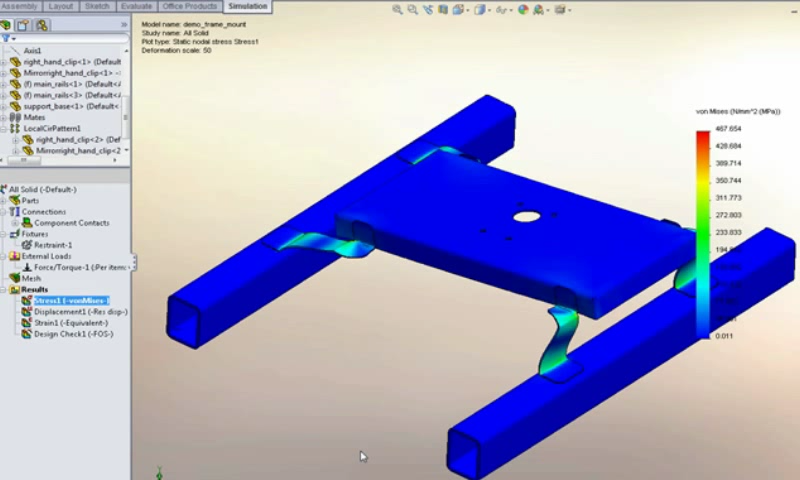 Assembly Layout Sketch Evaluate Office Products Simulation
Model name: demo_frame_mount
Study name: All Solid
Plot type: Static nodal stress Stress1
Deformation scale: 50
Axis1
right_hand_clip<1> (Default
Mirrorright_hand_clip<1> ->
(f) main_rails<1> (Default<
(f) main_rails<3> (Default<
support_base<1> (Default<
Mates
LocalCirPattern1
right_hand_clip<2> (Def
Mirrorright_hand_clip<2
All Solid (-Default-)
Parts
Connections
Component Contacts
Fixtures
Restraint-1
External Loads
Force/Torque-1 (:Per item:
Mesh
Results
Stress1 (-vonMises-)
Displacement1 (-Res disp-)
Strain1 (-Equivalent-)
Design Check1 (-FOS-)
von Mises (N/mm^2 (MPa))
467.654
428.684
389.714
350.744
311.773
272.803
233.833
0.011